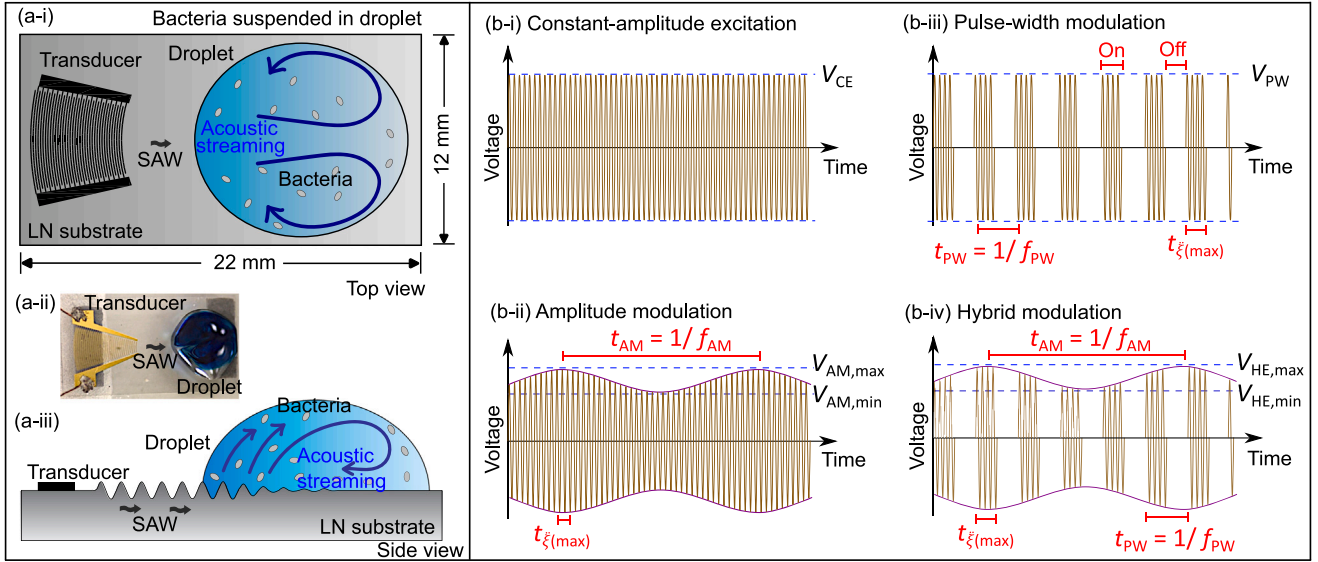 (a-i)
Bacteria suspended in droplet
Transducer
Droplet
Acoustic
streaming
SAW
Bacteria
LN substrate
12 mm
22 mm
Top view
(a-ii)
Transducer
SAW
Droplet
(a-iii)
Bacteria
Droplet
Acoustic
streaming
Transducer
SAW
LN substrate
Side view
(b-i) Constant-amplitude excitation
V_CE
Voltage
Time
(b-ii) Amplitude modulation
t_AM = 1/ f_AM
V_AM,max
V_AM,min
Voltage
Time
t_ξ̈(max)
(b-iii) Pulse-width modulation
On
Off
V_PW
Voltage
Time
t_PW = 1/ f_PW
t_ξ̈(max)
(b-iv) Hybrid modulation
t_AM = 1/ f_AM
V_HE,max
V_HE,min
Voltage
Time
t_ξ̈(max)
t_PW = 1/ f_PW